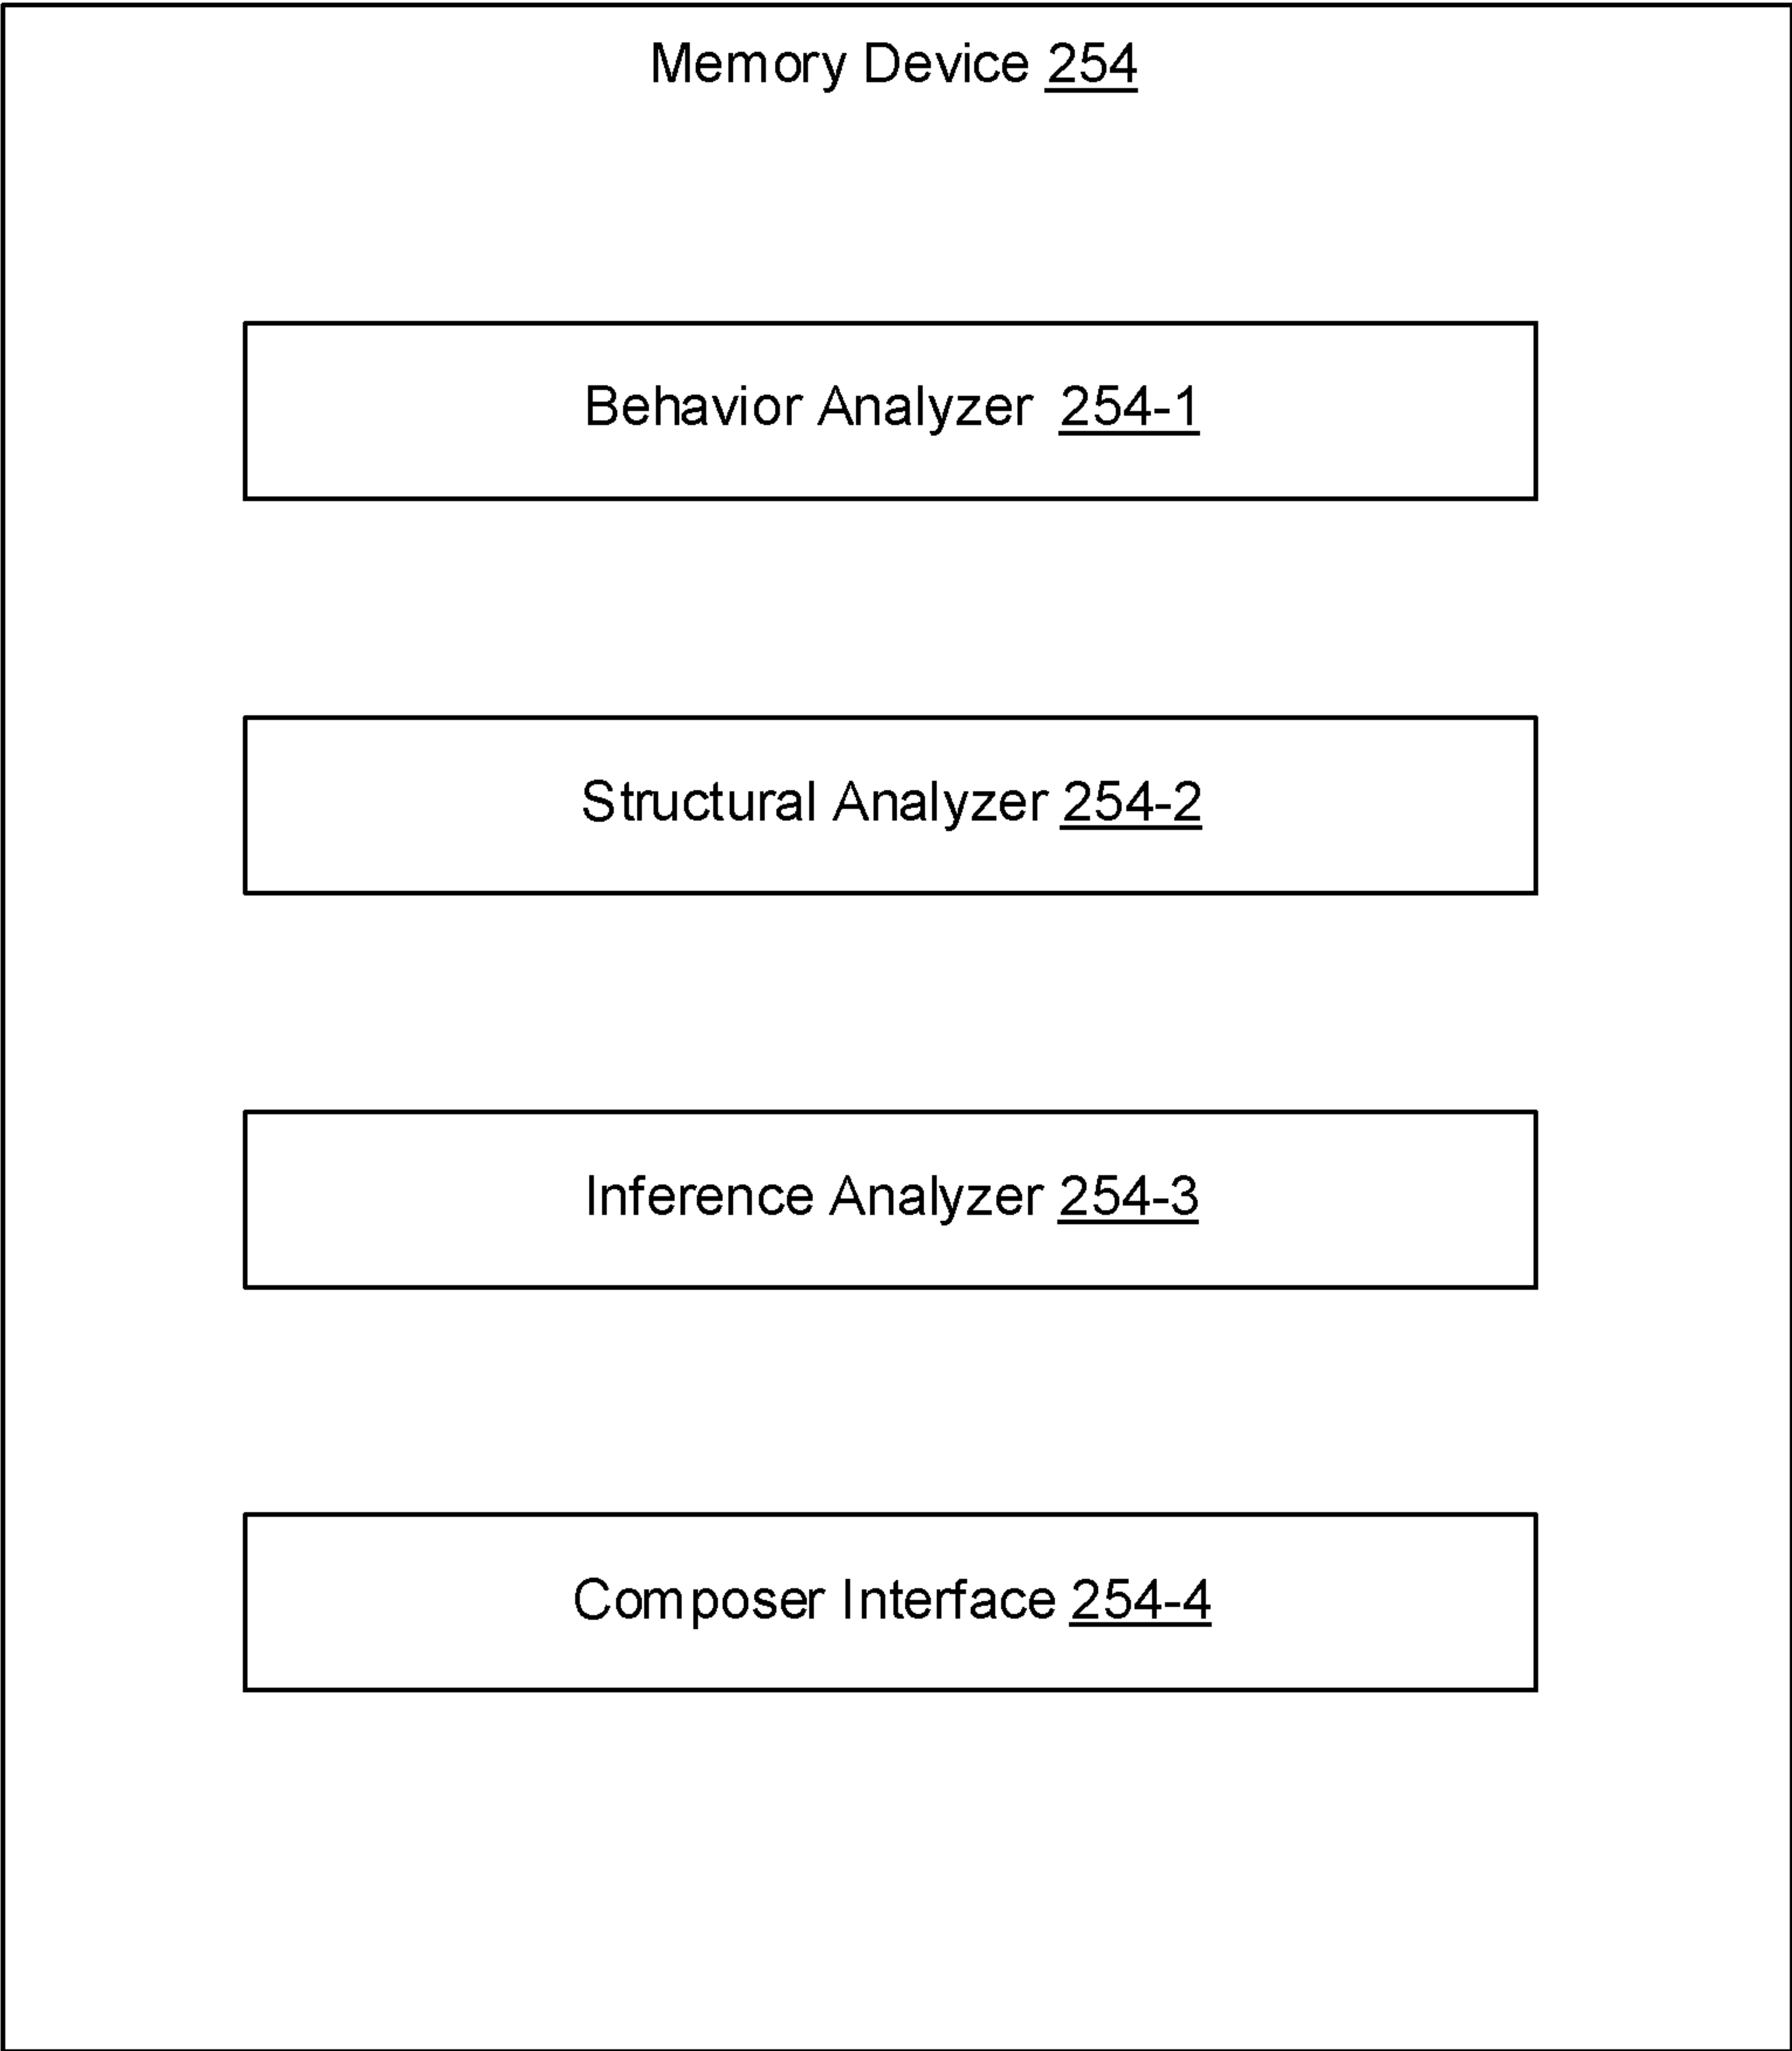 Memory Device 254
Behavior Analyzer 254-1
Structural Analyzer 254-2
Inference Analyzer 254-3
Composer Interface 254-4